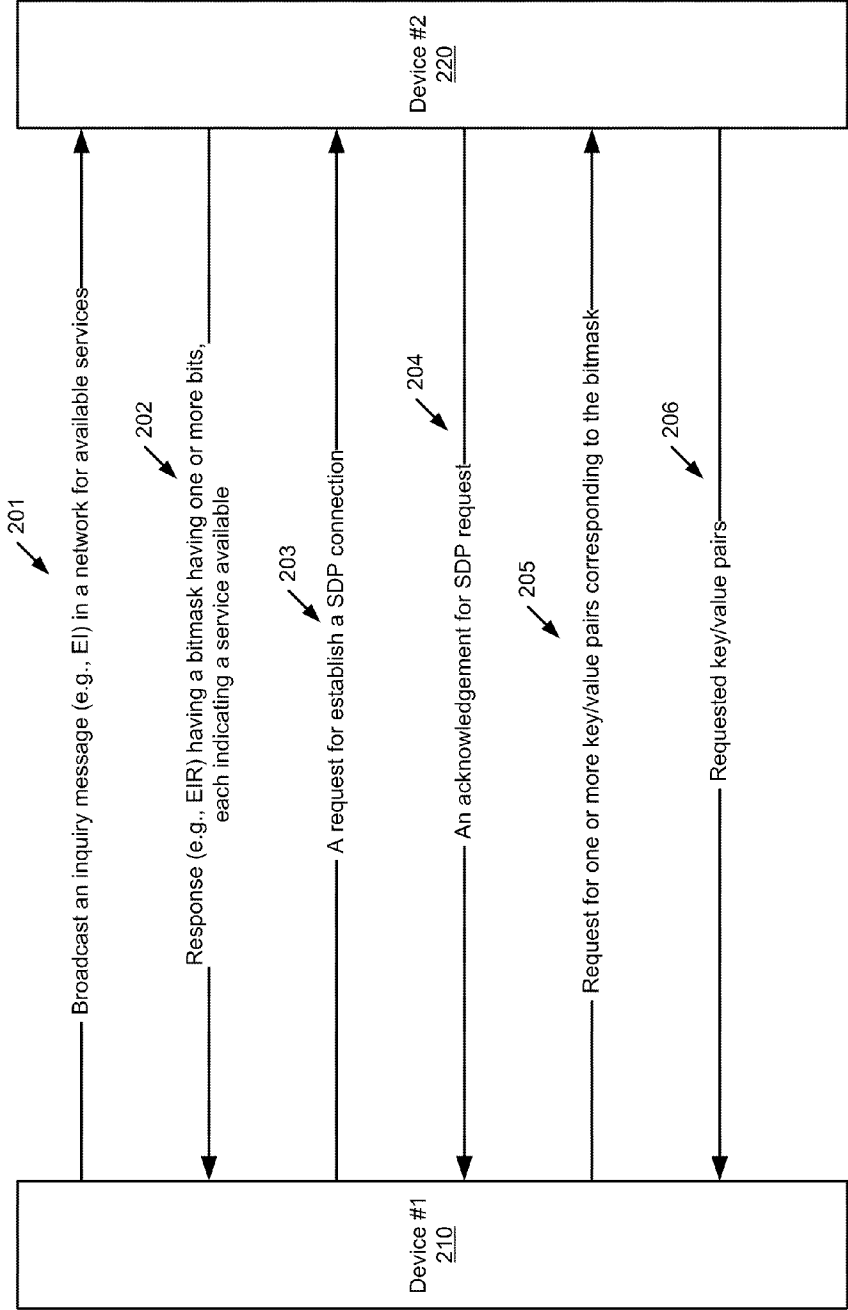 Device #1
210
Device #2
220
201
Broadcast an inquiry message (e.g., EI) in a network for available services
202
Response (e.g., EIR) having a bitmask having one or more bits,
each indicating a service available
203
A request for establish a SDP connection
204
An acknowledgement for SDP request
205
Request for one or more key/value pairs corresponding to the bitmask
206
Requested key/value pairs